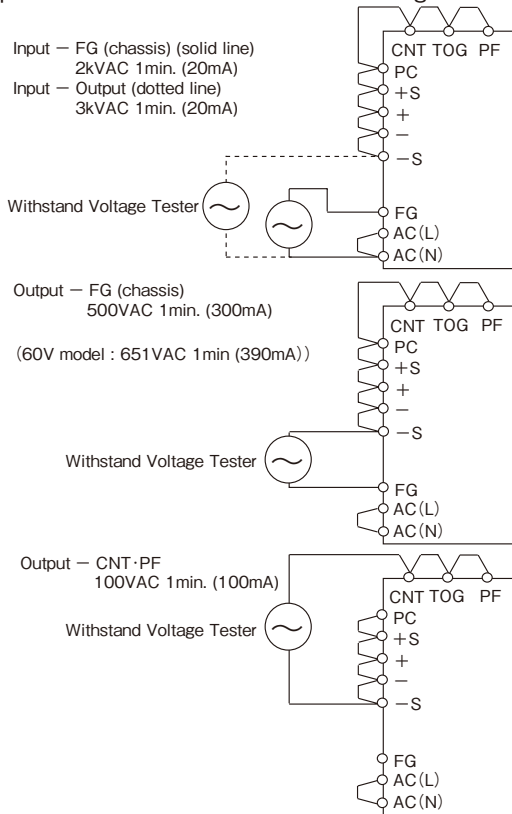 Input − FG (chassis) (solid line)
2kVAC 1min. (20mA)
Input − Output (dotted line)
3kVAC 1min. (20mA)
CNT TOG PF
PC
+S
+
−
−S
Withstand Voltage Tester
FG
AC(L)
AC(N)
Output − FG (chassis)
500VAC 1min. (300mA)
(60V model : 651VAC 1min (390mA))
CNT TOG PF
PC
+S
+
−
−S
Withstand Voltage Tester
FG
AC(L)
AC(N)
Output − CNT·PF
100VAC 1min. (100mA)
CNT TOG PF
Withstand Voltage Tester
PC
+S
+
−
−S
FG
AC(L)
AC(N)